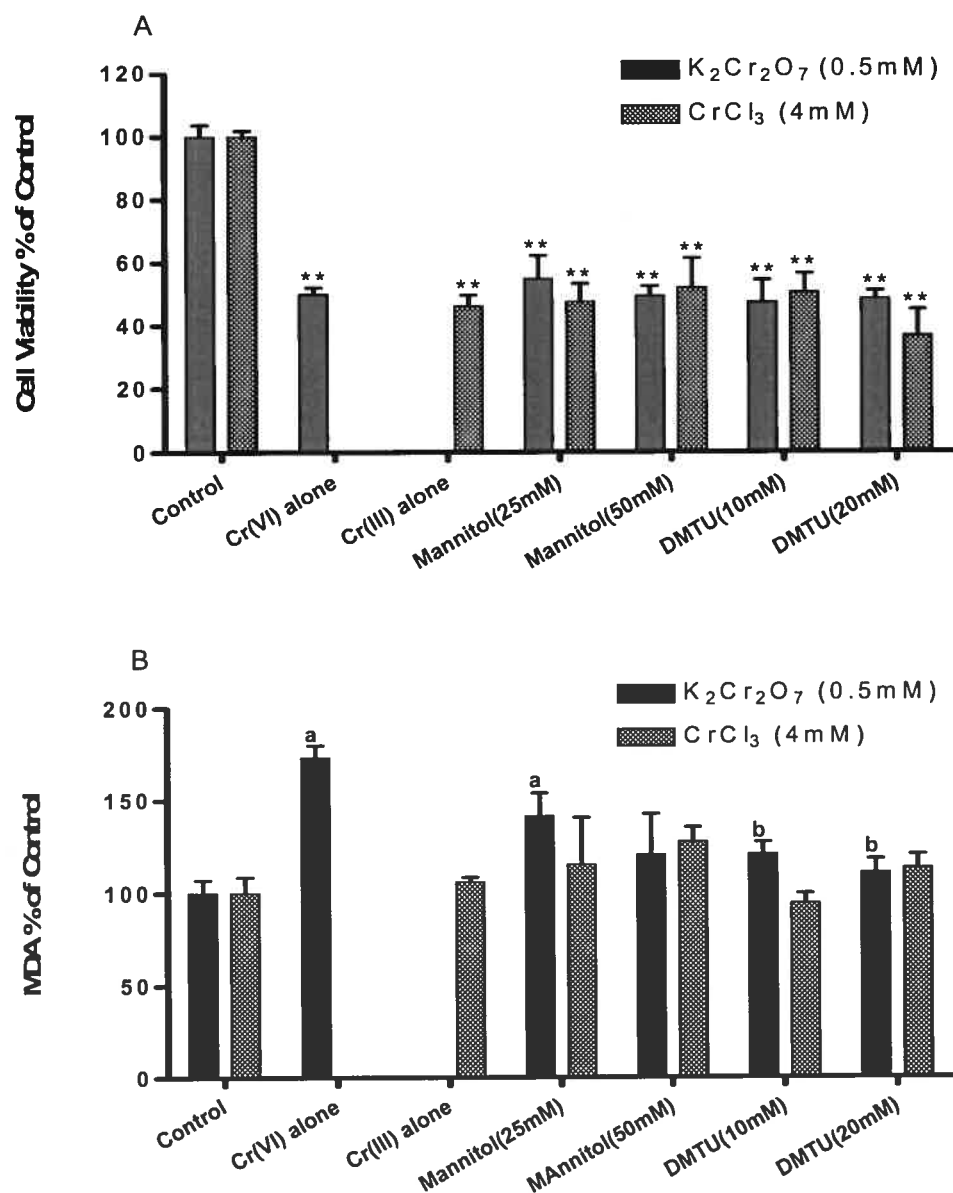 A
K2Cr2O7 (0.5mM)
CrCl3 (4mM)
Cell Viability % of Control
120
100
80
60
40
20
0
** ** ** ** ** ** ** ** ** **
Control
Cr(VI) alone
Cr(III) alone
Mannitol(25mM)
Mannitol(50mM)
DMTU(10mM)
DMTU(20mM)
B
K2Cr2O7 (0.5mM)
CrCl3 (4mM)
MDA % of Control
200
150
100
50
0
a a b b
Control
Cr(VI) alone
Cr(III) alone
Mannitol(25mM)
MAnnitol(50mM)
DMTU(10mM)
DMTU(20mM)